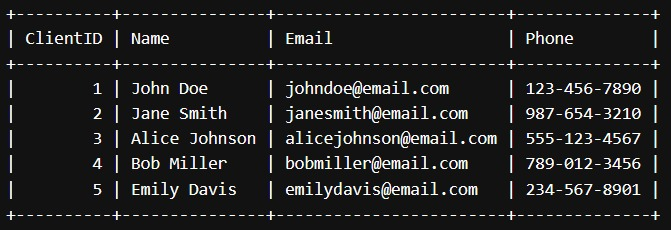 +----------+---------------+------------------------+--------------+
| ClientID | Name          | Email                  | Phone        |
+----------+---------------+------------------------+--------------+
|        1 | John Doe      | johndoe@email.com      | 123-456-7890 |
|        2 | Jane Smith    | janesmith@email.com    | 987-654-3210 |
|        3 | Alice Johnson | alicejohnson@email.com | 555-123-4567 |
|        4 | Bob Miller    | bobmiller@email.com    | 789-012-3456 |
|        5 | Emily Davis   | emilydavis@email.com   | 234-567-8901 |
+----------+---------------+------------------------+--------------+